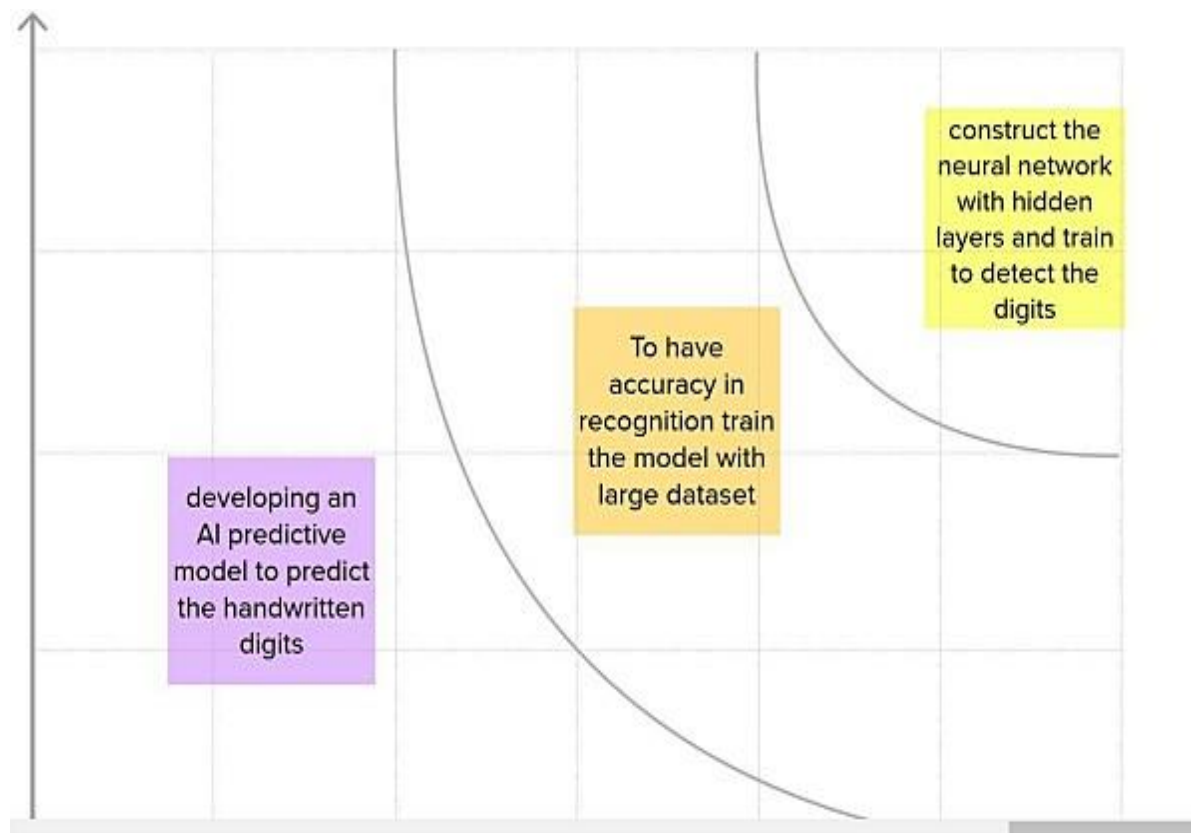 construct the
neural network
with hidden
layers and train
to detect the
digits
To have
accuracy in
recognition train
the model with
large dataset
developing an
AI predictive
model to predict
the handwritten
digits